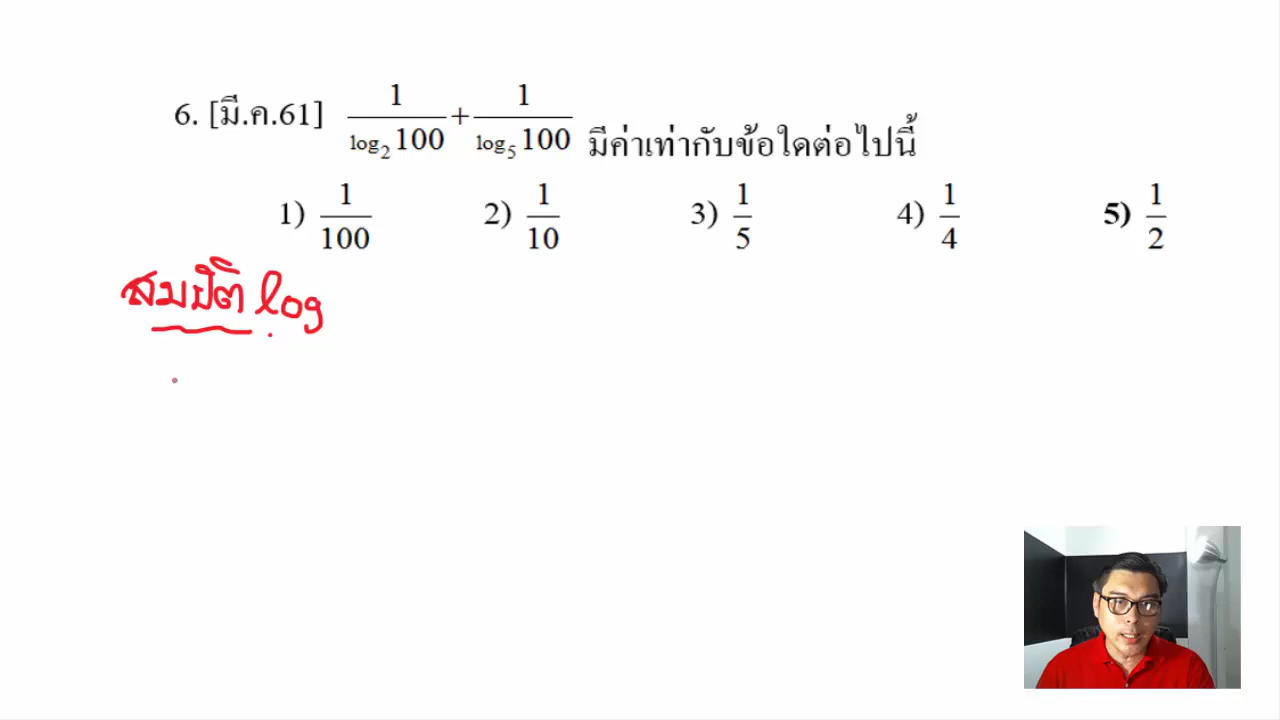 6. [มี.ค.61] 1/log₂100 + 1/log₅100 มีค่าเท่ากับข้อใดต่อไปนี้
1) 1/100 2) 1/10 3) 1/5 4) 1/4 5) 1/2
สมบัติ log